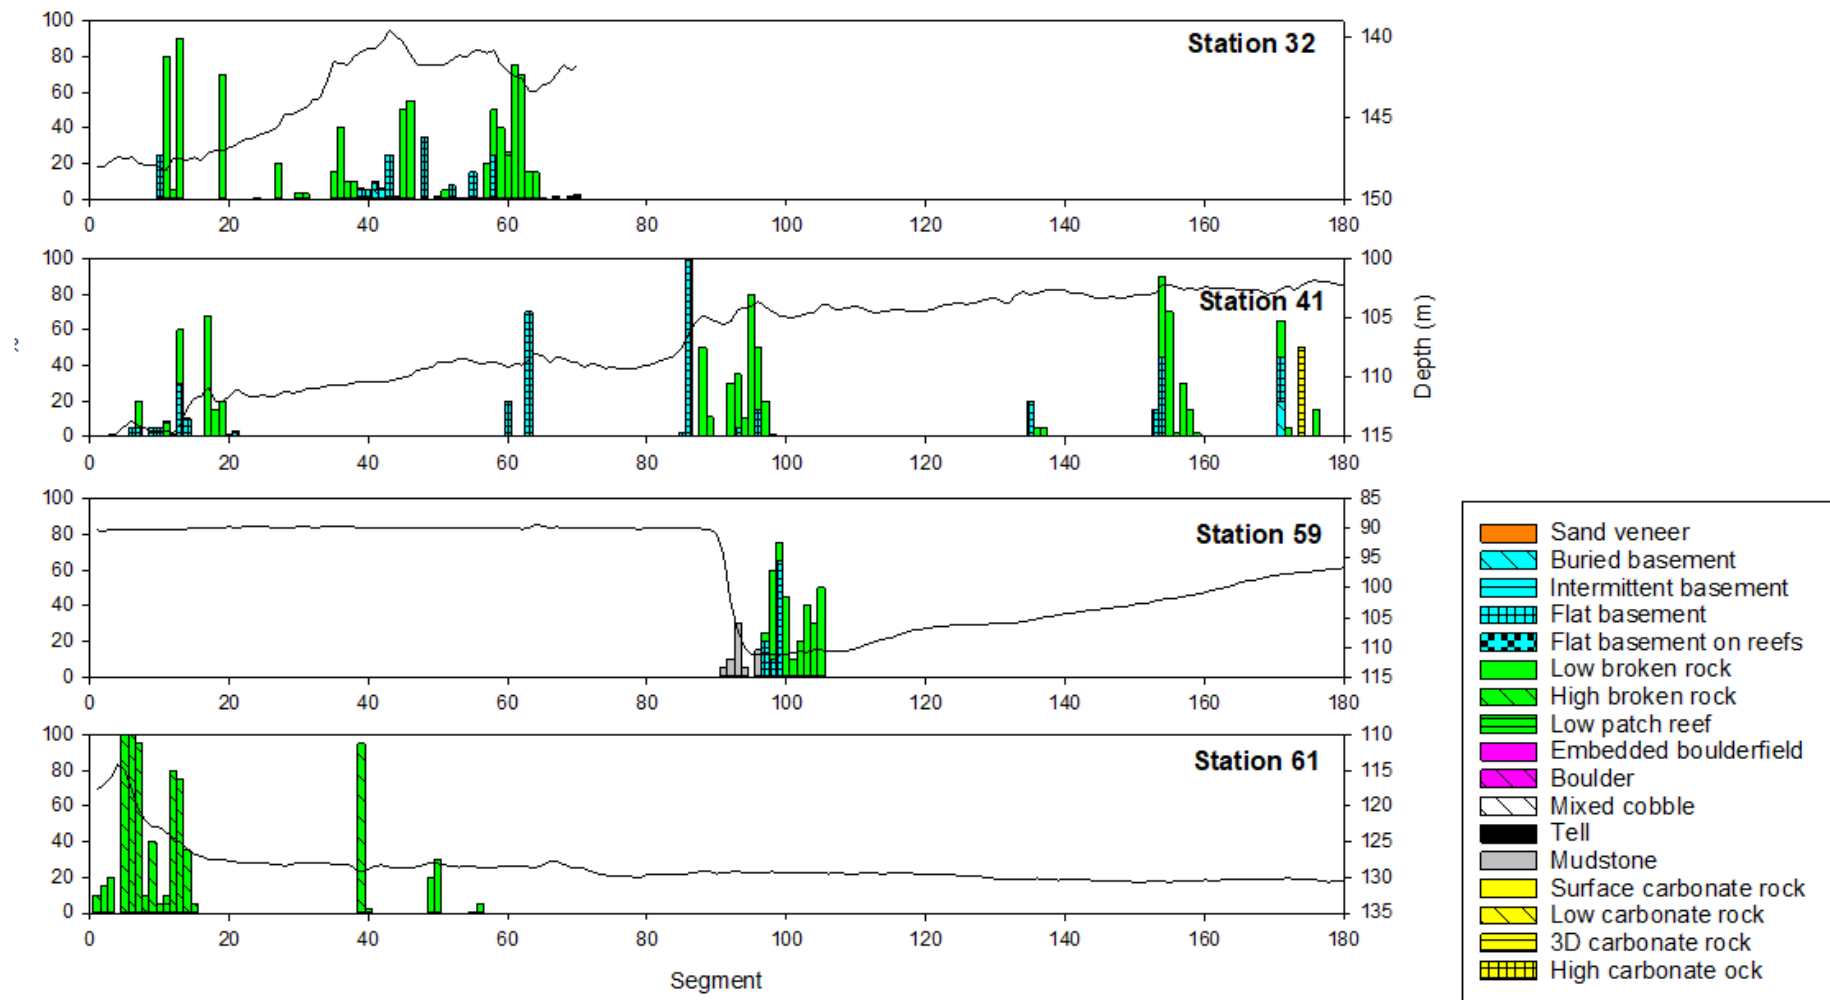 100
80
60
40
20
0
0 20 40 60 80 100 120 140 160 180
140
145
150
Station 32
100
80
60
40
20
0
0 20 40 60 80 100 120 140 160 180
100
105
110
115
Station 41
Depth (m)
100
80
60
40
20
0
0 20 40 60 80 100 120 140 160 180
85
90
95
100
105
110
115
Station 59
100
80
60
40
20
0
0 20 40 60 80 100 120 140 160 180
110
115
120
125
130
135
Station 61
Segment
Sand veneer
Buried basement
Intermittent basement
Flat basement
Flat basement on reefs
Low broken rock
High broken rock
Low patch reef
Embedded boulderfield
Boulder
Mixed cobble
Tell
Mudstone
Surface carbonate rock
Low carbonate rock
3D carbonate rock
High carbonate ock